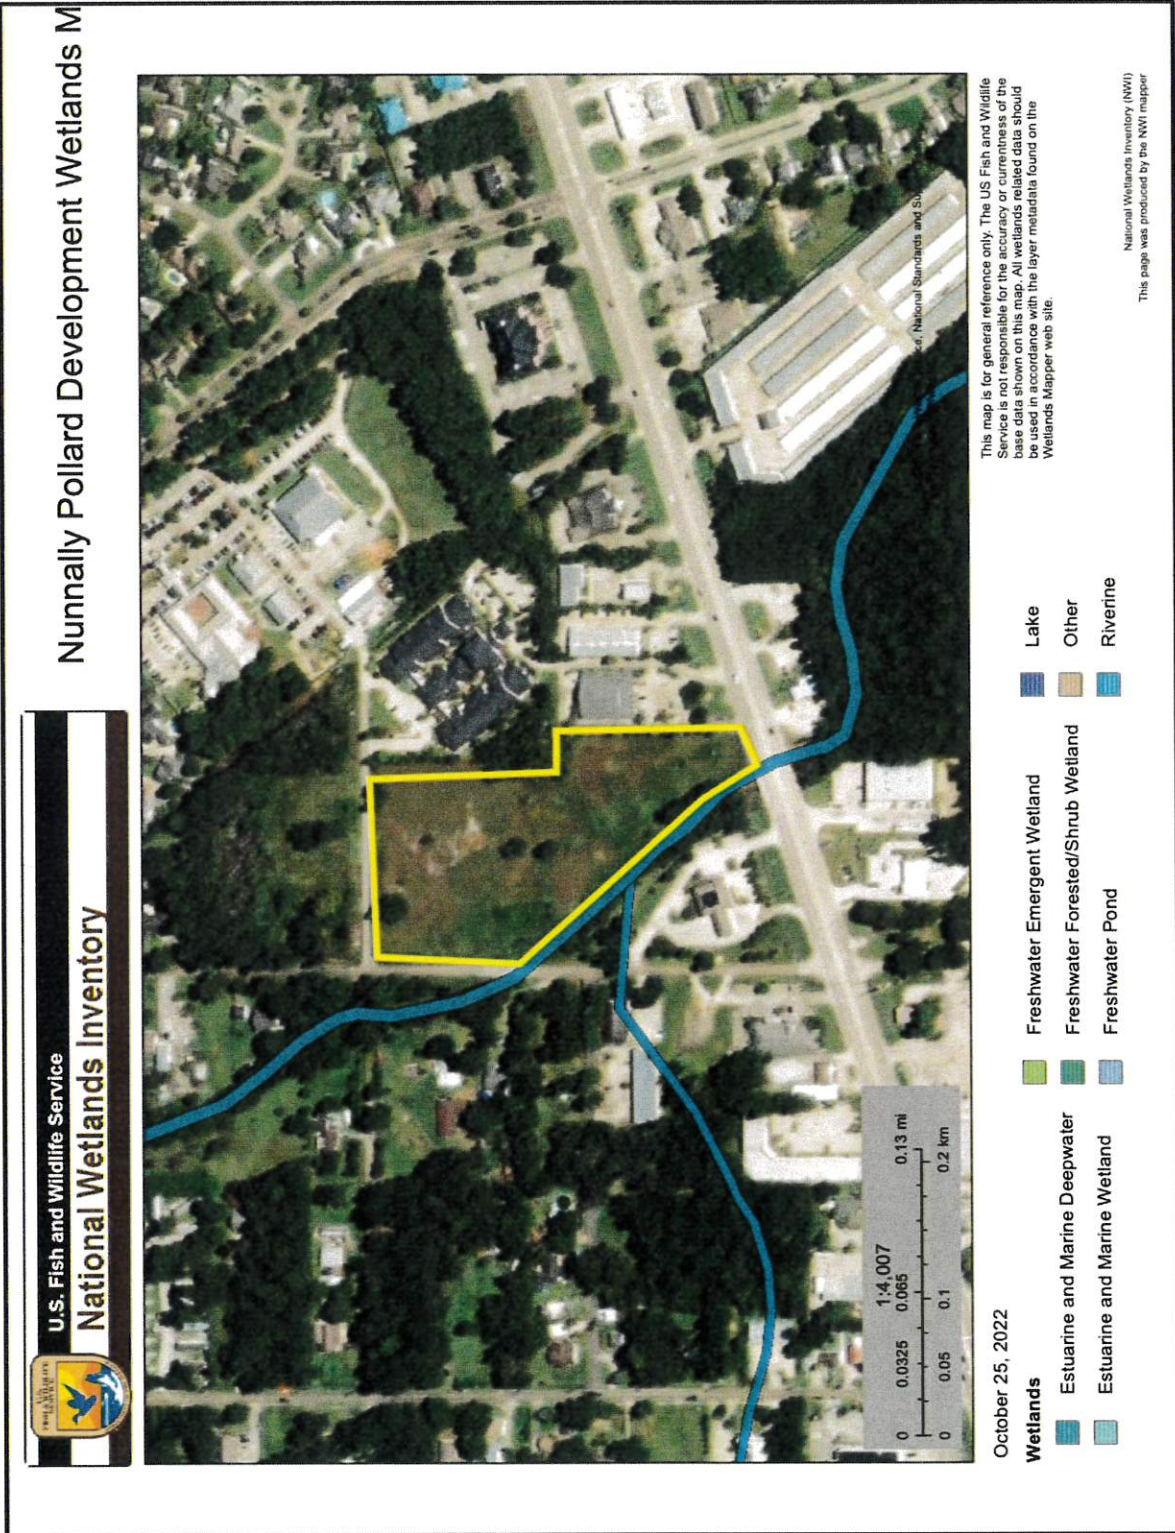 U.S. Fish and Wildlife Service
National Wetlands Inventory
Nunnally Pollard Development Wetlands M
ce, National Standards and Su
1:4,007
0 0.0325 0.065 0.13 mi
0 0.05 0.1 0.2 km
October 25, 2022
Wetlands
Estuarine and Marine Deepwater
Estuarine and Marine Wetland
Freshwater Emergent Wetland
Freshwater Forested/Shrub Wetland
Freshwater Pond
Lake
Other
Riverine
This map is for general reference only. The US Fish and Wildlife
Service is not responsible for the accuracy or currentness of the
base data shown on this map. All wetlands related data should
be used in accordance with the layer metadata found on the
Wetlands Mapper web site.
National Wetlands Inventory (NWI)
This page was produced by the NWI mapper